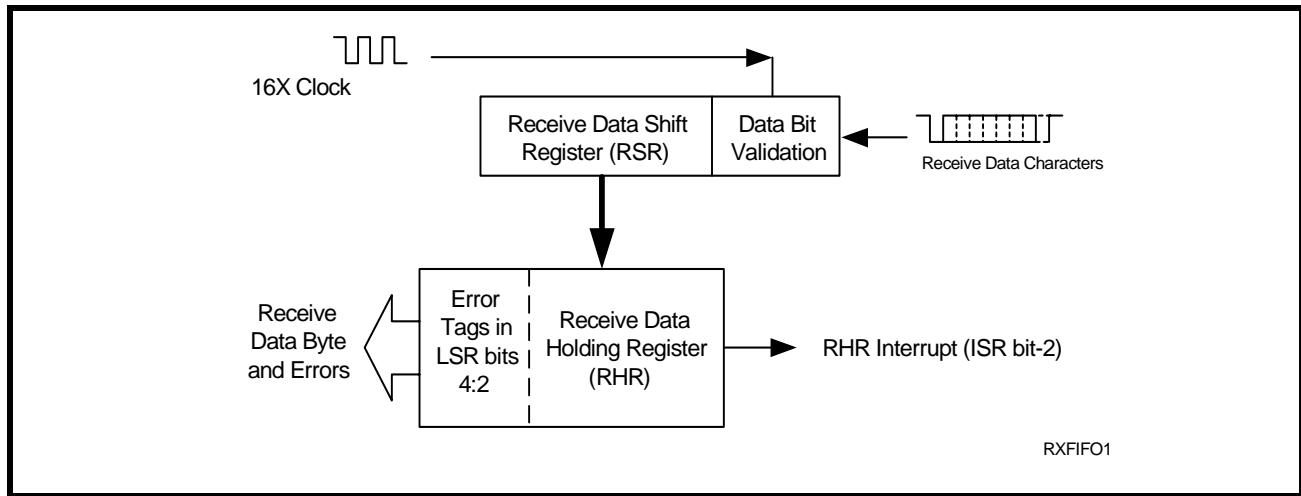 16X Clock
Receive Data Shift
Register (RSR)
Data Bit
Validation
Receive Data Characters
Receive
Data Byte
and Errors
Error
Tags in
LSR bits
4:2
Receive Data
Holding Register
(RHR)
RHR Interrupt (ISR bit-2)
RXFIFO1